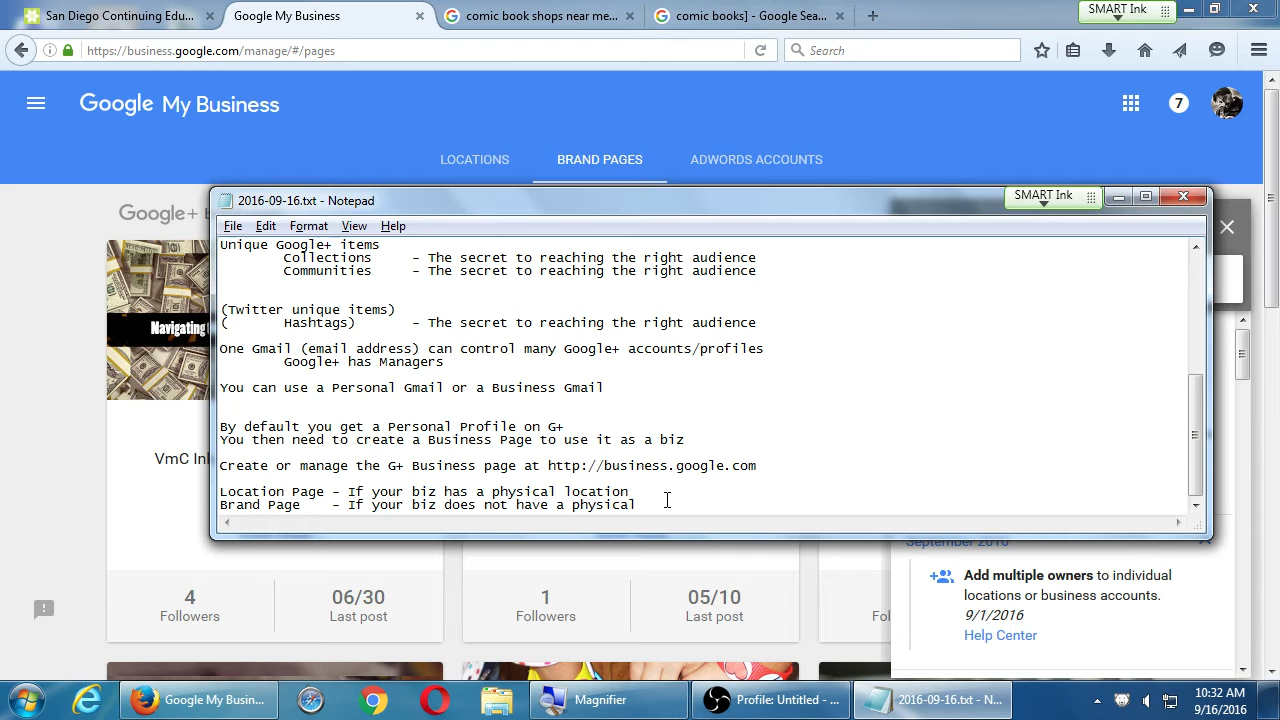 San Diego Continuing Edu...
Google My Business
comic book shops near me...
comic books] - Google Sea...
SMART Ink
https://business.google.com/manage/#/pages
Search
Google My Business
7
LOCATIONS
BRAND PAGES
ADWORDS ACCOUNTS
Google+ b
2016-09-16.txt - Notepad
SMART Ink
File Edit Format View Help
Unique Google+ items
Collections - The secret to reaching the right audience
Communities - The secret to reaching the right audience
(Twitter unique items)
( Hashtags) - The secret to reaching the right audience
One Gmail (email address) can control many Google+ accounts/profiles
Google+ has Managers
You can use a Personal Gmail or a Business Gmail
By default you get a Personal Profile on G+
You then need to create a Business Page to use it as a biz
Create or manage the G+ Business page at http://business.google.com
Location Page - If your biz has a physical location
Brand Page - If your biz does not have a physical
Navigating
VmC In
September 2016
Add multiple owners to individual
locations or business accounts.
9/1/2016
Help Center
4
Followers
06/30
Last post
1
Followers
05/10
Last post
Fol
Google My Busin...
Magnifier
Profile: Untitled - ...
2016-09-16.txt - N...
10:32 AM
9/16/2016